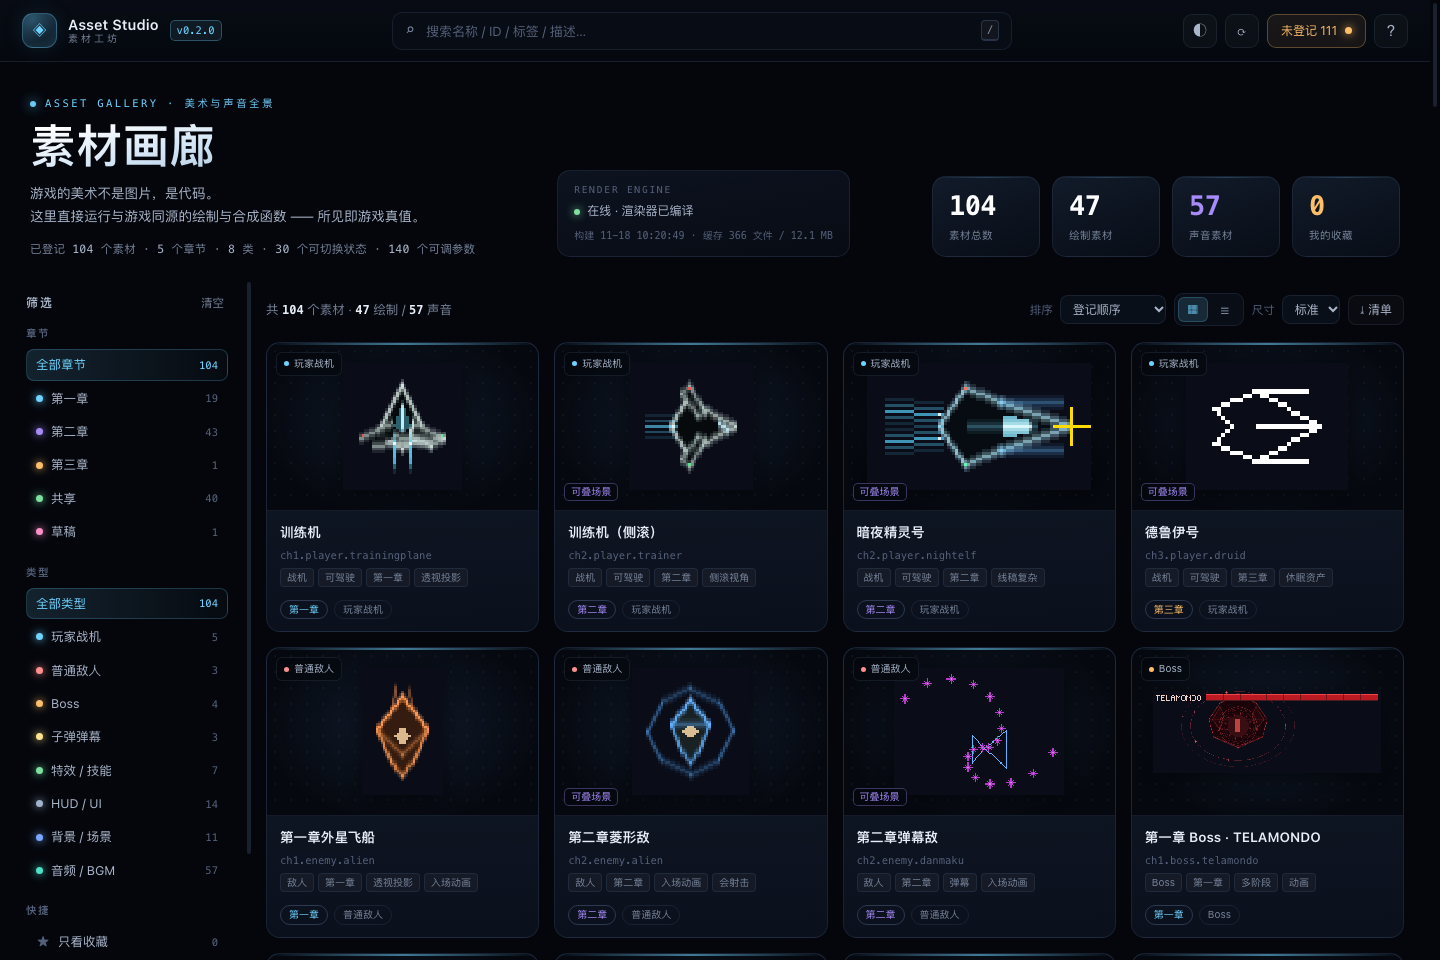 Asset Studio
素材工坊
v0.2.0
搜索名称 / ID / 标签 / 描述...
/
未登记 111
?
ASSET GALLERY · 美术与声音全景
素材画廊
游戏的美术不是图片，是代码。
这里直接运行与游戏同源的绘制与合成函数 —— 所见即游戏真值。
已登记 104 个素材 · 5 个章节 · 8 类 · 30 个可切换状态 · 140 个可调参数
RENDER ENGINE
在线 · 渲染器已编译
构建 11-18 10:20:49 · 缓存 366 文件 / 12.1 MB
104
素材总数
47
绘制素材
57
声音素材
0
我的收藏
筛选
清空
章节
全部章节 104
第一章 19
第二章 43
第三章 1
共享 40
草稿 1
类型
全部类型 104
玩家战机 5
普通敌人 3
Boss 4
子弹弹幕 3
特效 / 技能 7
HUD / UI 14
背景 / 场景 11
音频 / BGM 57
快捷
★ 只看收藏 0
共 104 个素材 · 47 绘制 / 57 声音
排序
登记顺序
尺寸
标准
↓ 清单
玩家战机
训练机
ch1.player.trainingplane
战机 可驾驶 第一章 透视投影
第一章 玩家战机
玩家战机
可叠场景
训练机（侧滚）
ch2.player.trainer
战机 可驾驶 第二章 侧滚视角
第二章 玩家战机
玩家战机
可叠场景
暗夜精灵号
ch2.player.nightelf
战机 可驾驶 第二章 线稿复杂
第二章 玩家战机
玩家战机
可叠场景
德鲁伊号
ch3.player.druid
战机 可驾驶 第三章 休眠资产
第三章 玩家战机
普通敌人
第一章外星飞船
ch1.enemy.alien
敌人 第一章 透视投影 入场动画
第一章 普通敌人
普通敌人
可叠场景
第二章菱形敌
ch2.enemy.alien
敌人 第二章 入场动画 会射击
第二章 普通敌人
普通敌人
可叠场景
第二章弹幕敌
ch2.enemy.danmaku
敌人 第二章 弹幕 入场动画
第二章 普通敌人
Boss
TELAMONDO
第一章 Boss · TELAMONDO
ch1.boss.telamondo
Boss 第一章 多阶段 动画
第一章 Boss